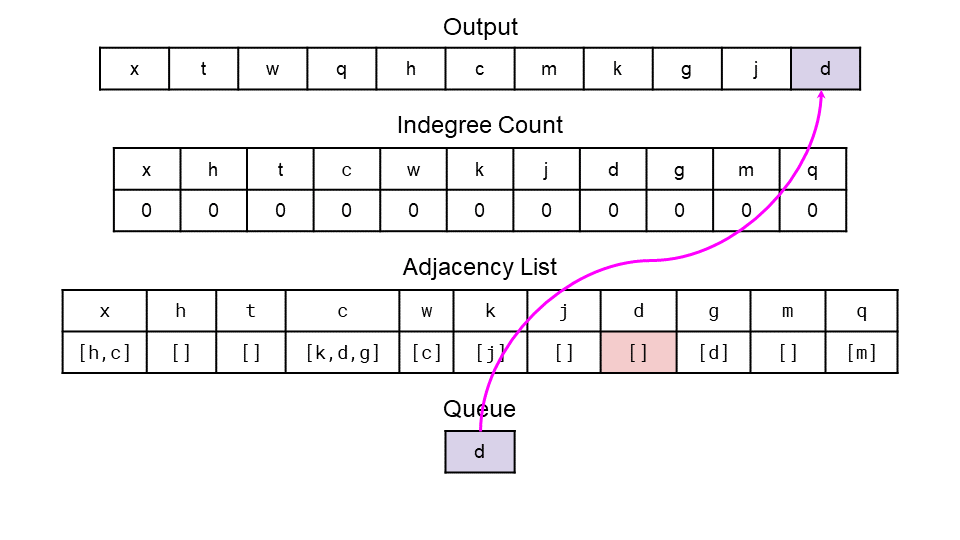 Output
x t w q h c m k g j d
Indegree Count
x h t c w k j d g m q
0 0 0 0 0 0 0 0 0 0 0
Adjacency List
x h t c w k j d g m q
[h,c] [] [] [k,d,g] [c] [j] [] [] [d] [] [m]
Queue
d